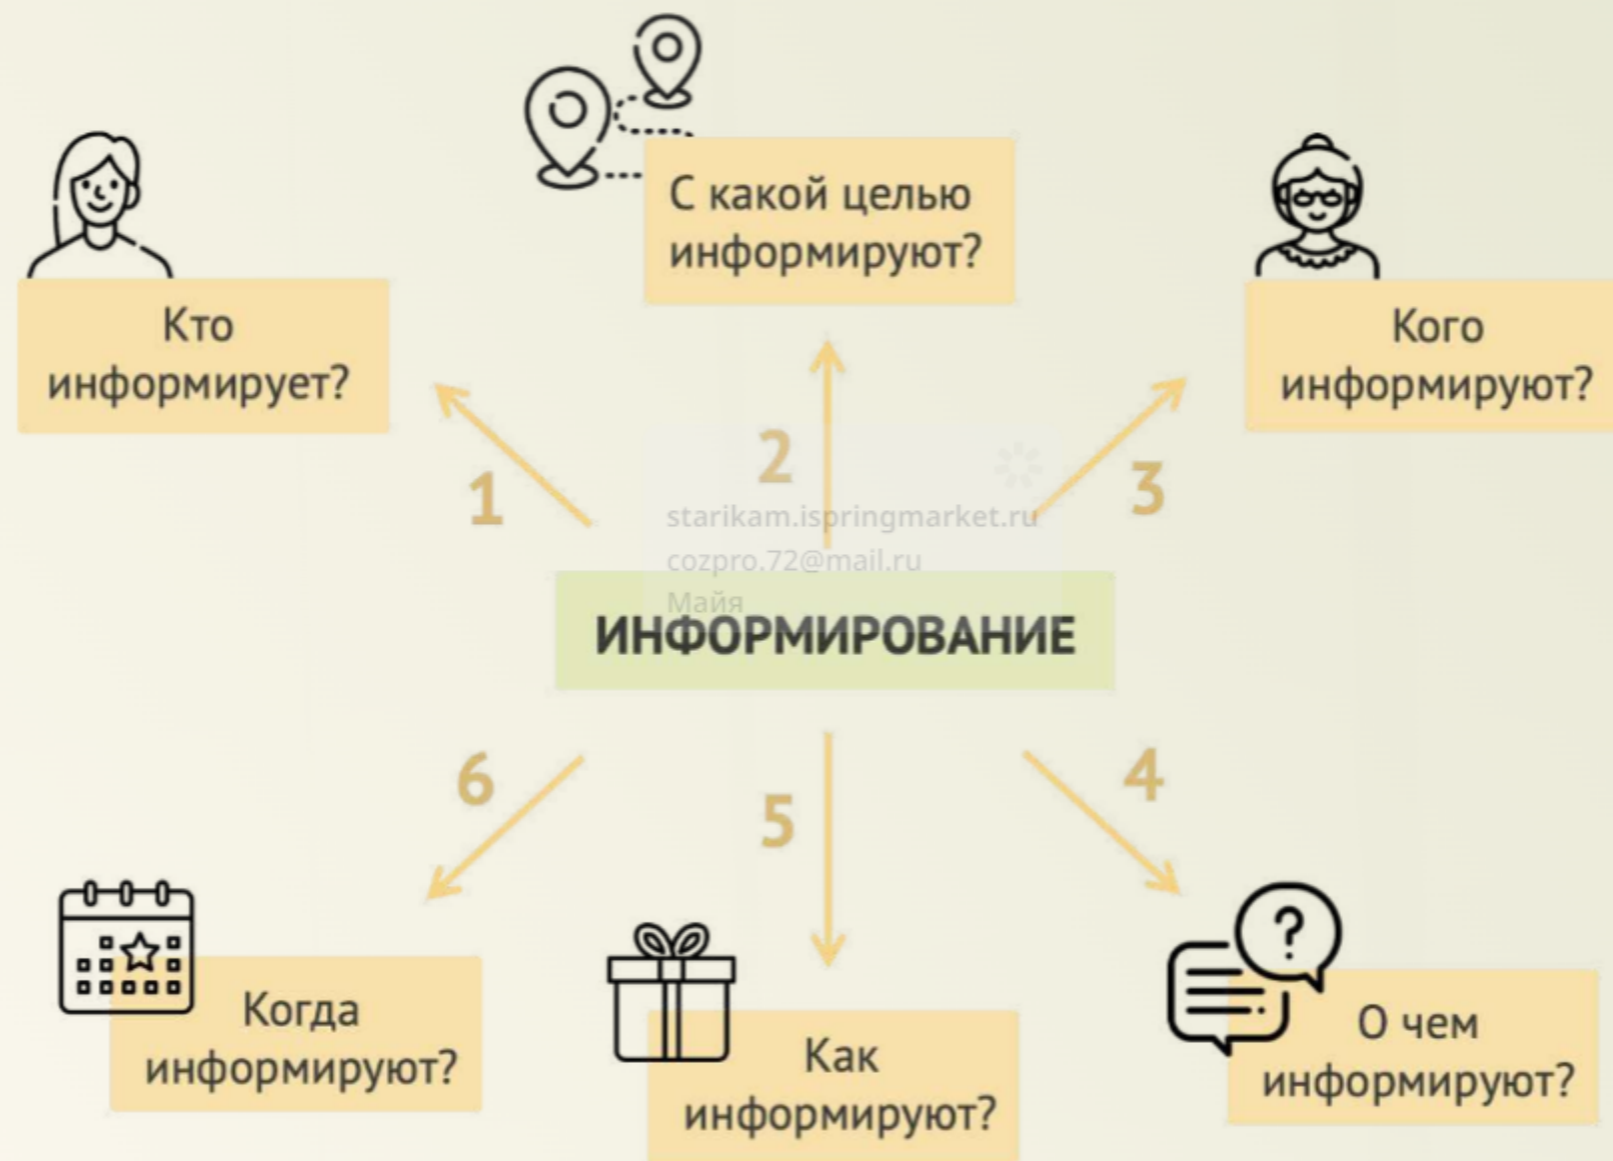 С какой целью
информируют?
Кто
информирует?
Кого
информируют?
1
2
3
starikam.ispringmarket.ru
cozpro.72@mail.ru
Майя
ИНФОРМИРОВАНИЕ
6
5
4
Когда
информируют?
Как
информируют?
?
О чем
информируют?